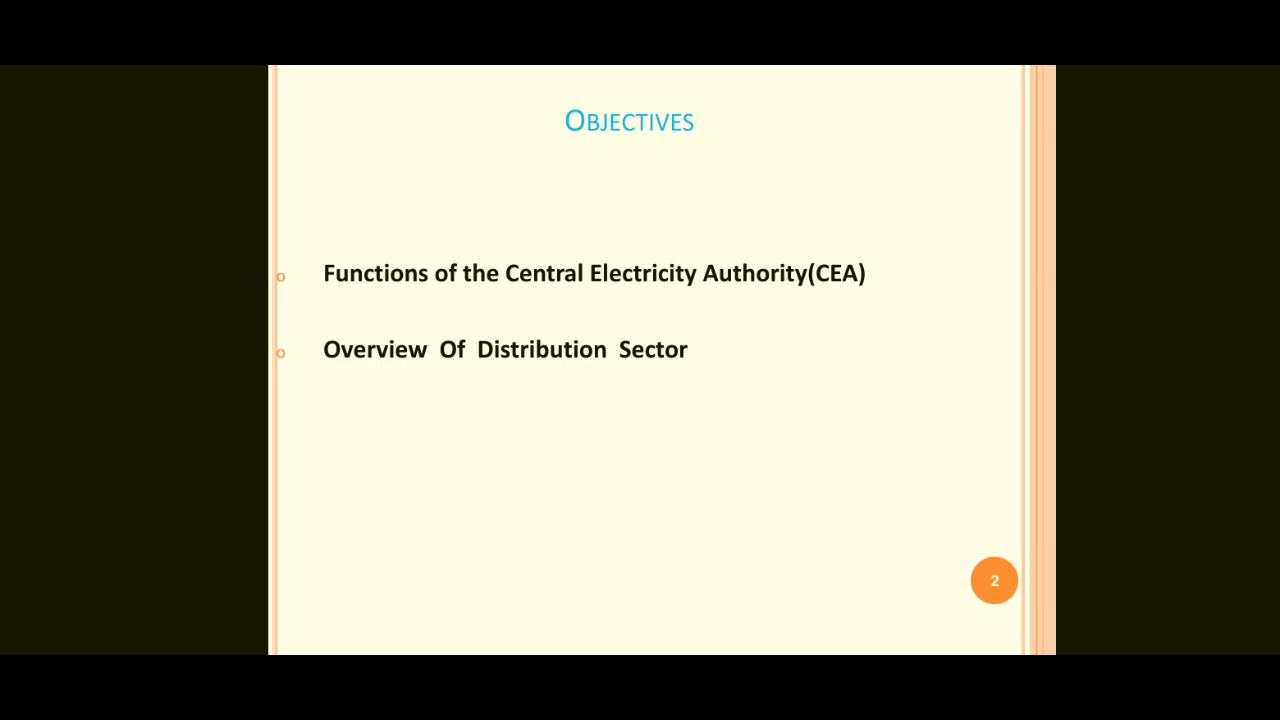 OBJECTIVES
o Functions of the Central Electricity Authority(CEA)
o Overview Of Distribution Sector
2